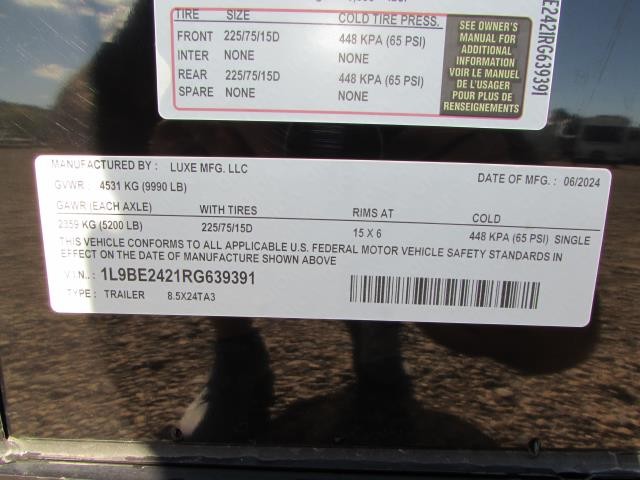 TIRE SIZE COLD TIRE PRESS.
FRONT 225/75/15D 448 KPA (65 PSI)
INTER NONE NONE
REAR 225/75/15D 448 KPA (65 PSI)
SPARE NONE NONE
SEE OWNER'S
MANUAL FOR
ADDITIONAL
INFORMATION
VOIR LE MANUEL
DE L'USAGER
POUR PLUS DE
RENSEIGNEMENTS
E2421RG639391
MANUFACTURED BY : LUXE MFG. LLC DATE OF MFG. : 06/2024
GVWR : 4531 KG (9990 LB)
GAWR (EACH AXLE) WITH TIRES RIMS AT COLD
2359 KG (5200 LB) 225/75/15D 15 X 6 448 KPA (65 PSI) SINGLE
THIS VEHICLE CONFORMS TO ALL APPLICABLE U.S. FEDERAL MOTOR VEHICLE SAFETY STANDARDS IN
EFFECT ON THE DATE OF MANUFACTURE SHOWN ABOVE
V.I.N.: 1L9BE2421RG639391
TYPE : TRAILER 8.5X24TA3